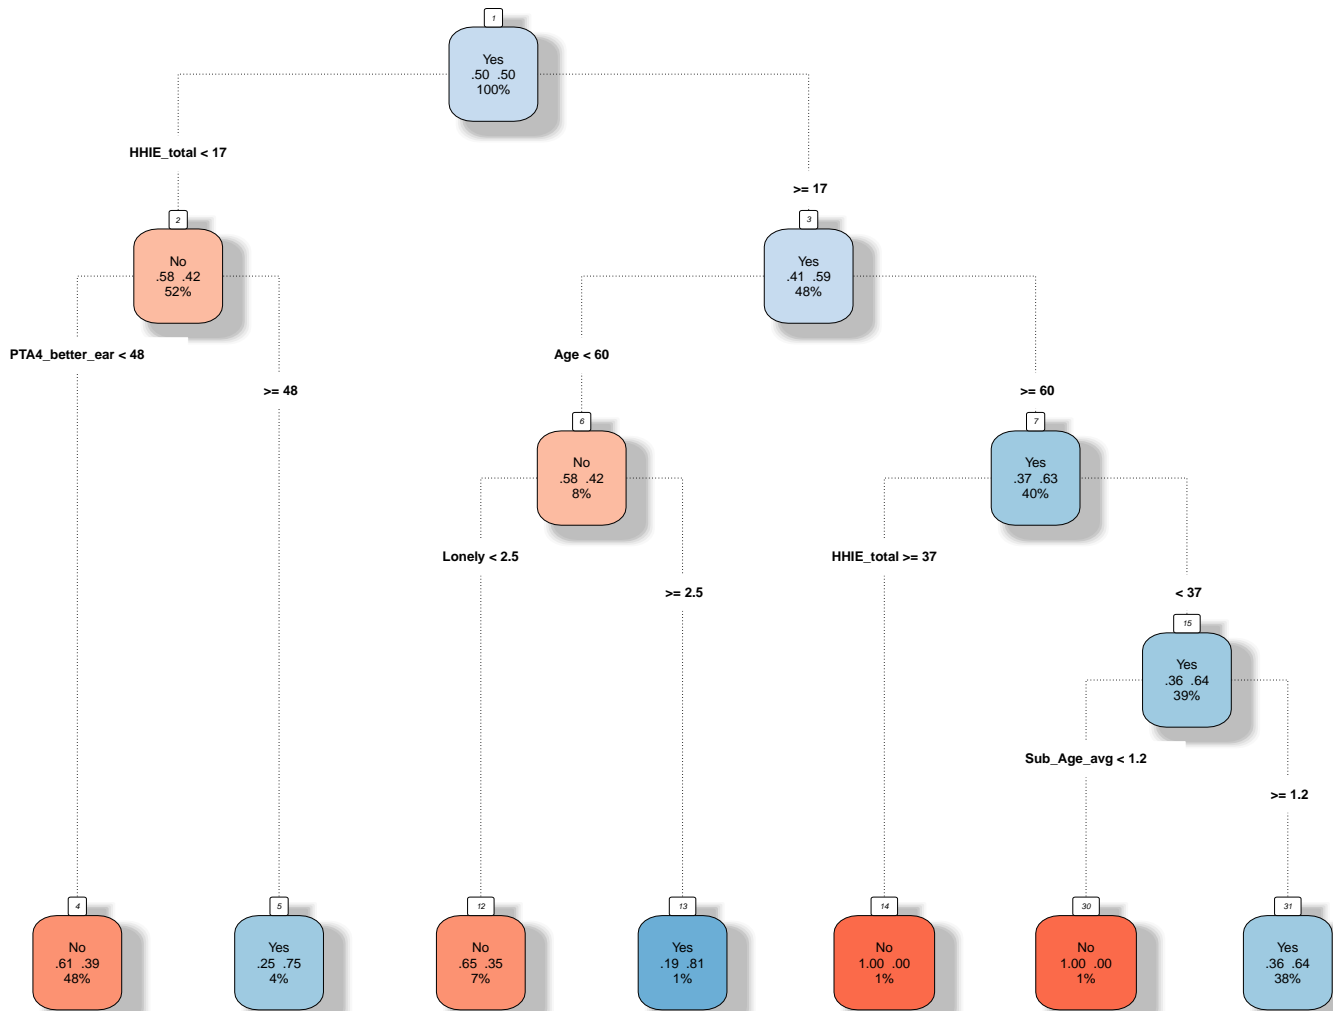 1
Yes
.50 .50
100%
HHIE_total < 17
>= 17
2
No
.58 .42
52%
3
Yes
.41 .59
48%
PTA4_better_ear < 48
>= 48
Age < 60
>= 60
6
No
.58 .42
8%
7
Yes
.37 .63
40%
Lonely < 2.5
>= 2.5
HHIE_total >= 37
< 37
15
Yes
.36 .64
39%
Sub_Age_avg < 1.2
>= 1.2
4
No
.61 .39
48%
5
Yes
.25 .75
4%
12
No
.65 .35
7%
13
Yes
.19 .81
1%
14
No
1.00 .00
1%
30
No
1.00 .00
1%
31
Yes
.36 .64
38%